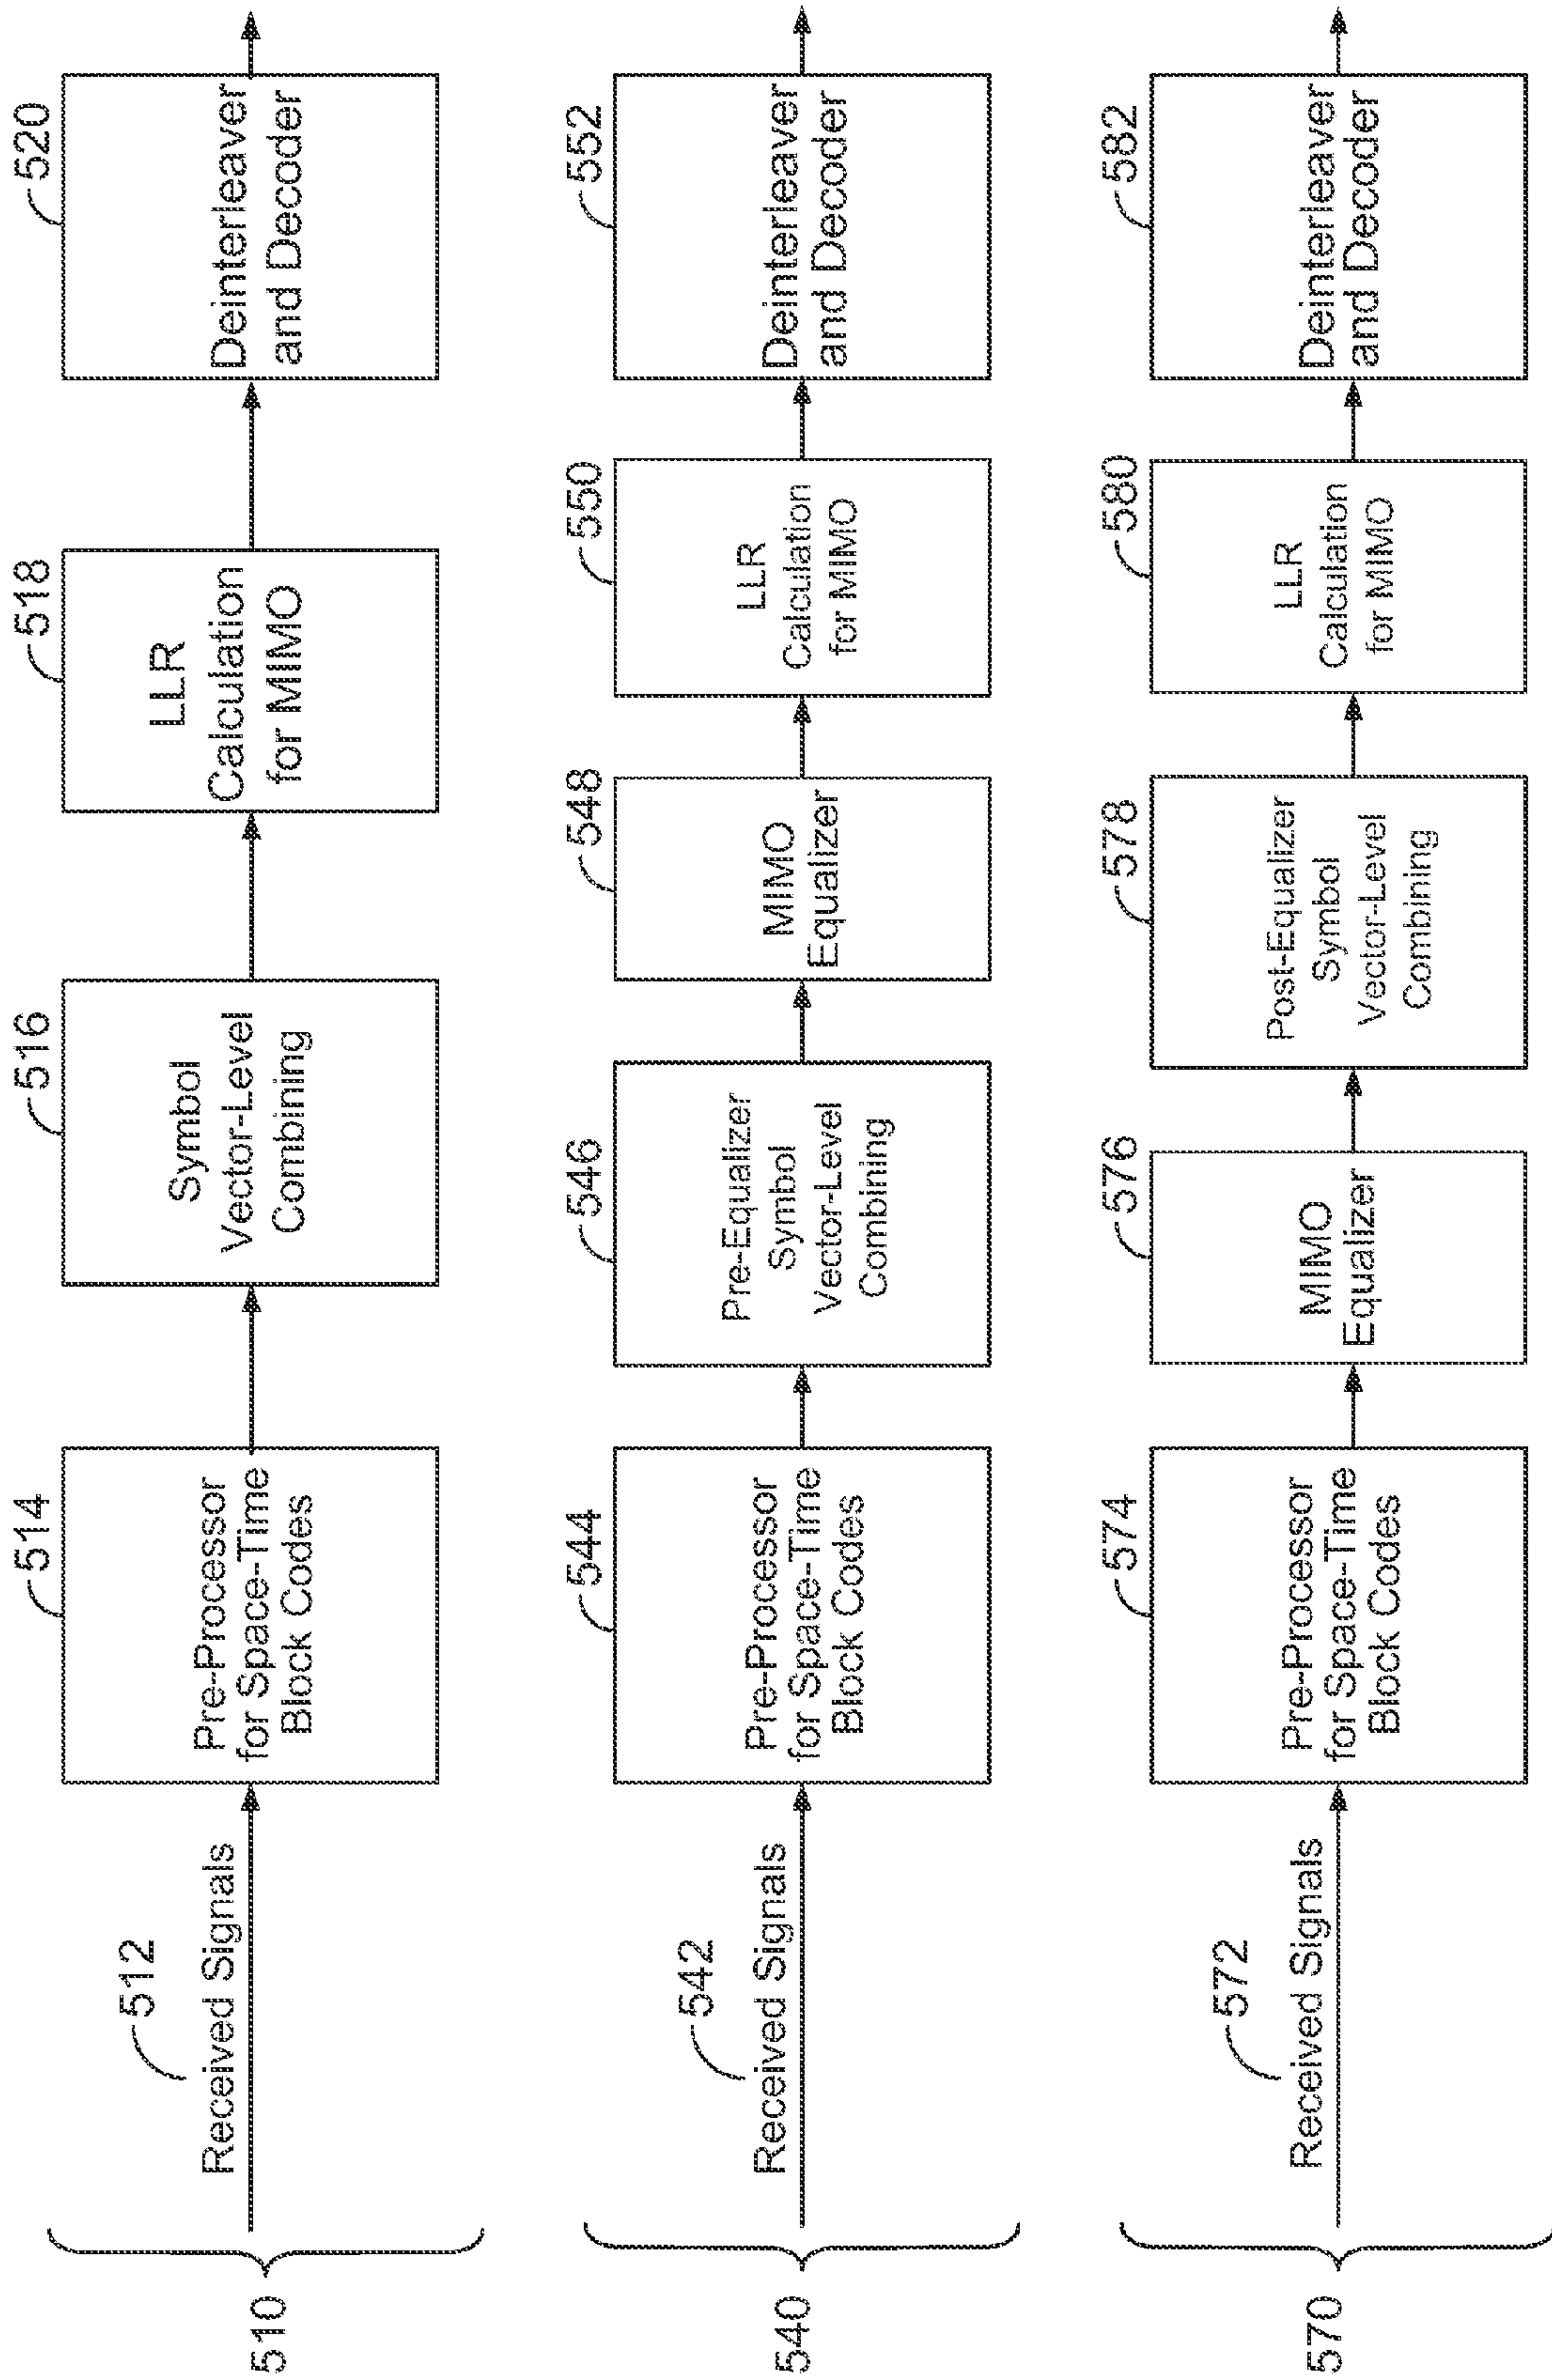 510
512
Received Signals
514
Pre-Processor
for Space-Time
Block Codes
516
Symbol
Vector-Level
Combining
518
LLR
Calculation
for MIMO
520
Deinterleaver
and Decoder
540
542
Received Signals
544
Pre-Processor
for Space-Time
Block Codes
546
Pre-Equalizer
Symbol
Vector-Level
Combining
548
MIMO
Equalizer
550
LLR
Calculation
for MIMO
552
Deinterleaver
and Decoder
570
572
Received Signals
574
Pre-Processor
for Space-Time
Block Codes
576
MIMO
Equalizer
578
Post-Equalizer
Symbol
Vector-Level
Combining
580
LLR
Calculation
for MIMO
582
Deinterleaver
and Decoder